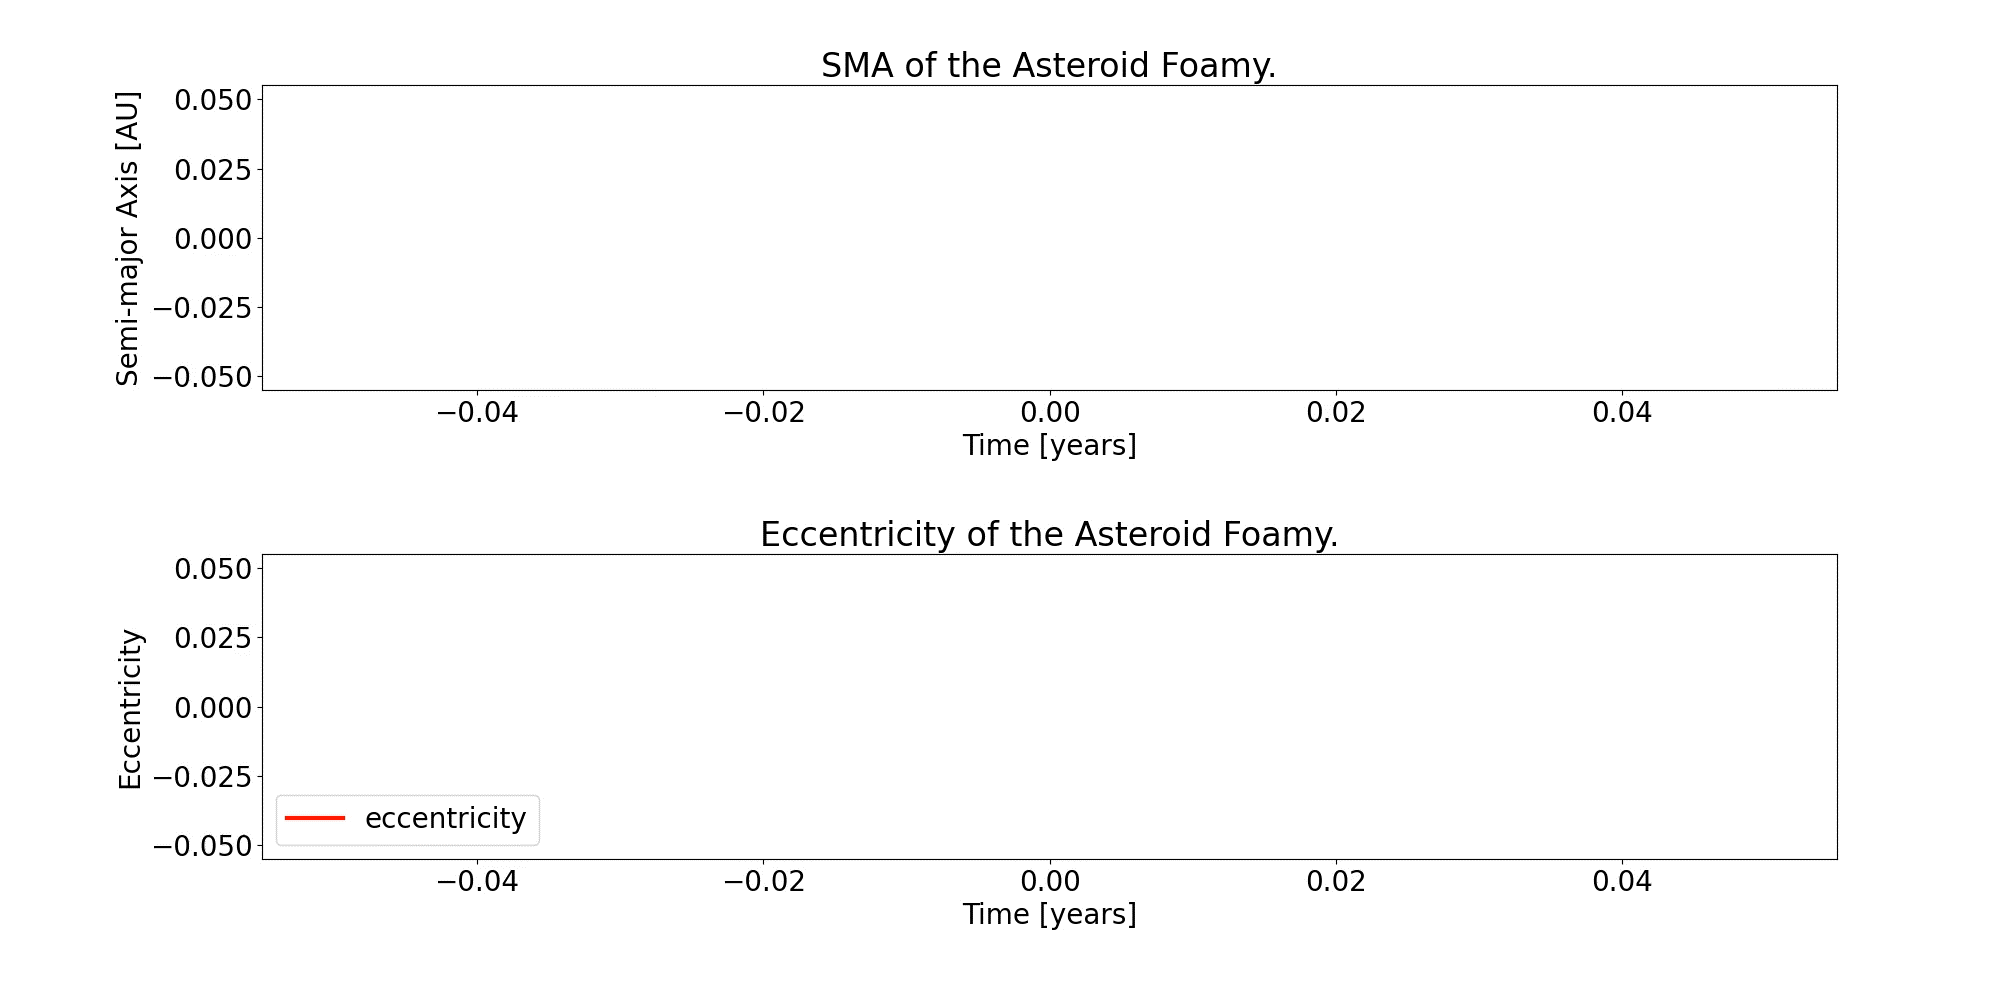 SMA of the Asteroid Foamy.
Semi-major Axis [AU]
0.050
0.025
0.000
−0.025
−0.050
−0.04 −0.02 0.00 0.02 0.04
Time [years]
Eccentricity of the Asteroid Foamy.
Eccentricity
0.050
0.025
0.000
−0.025
−0.050
eccentricity
−0.04 −0.02 0.00 0.02 0.04
Time [years]